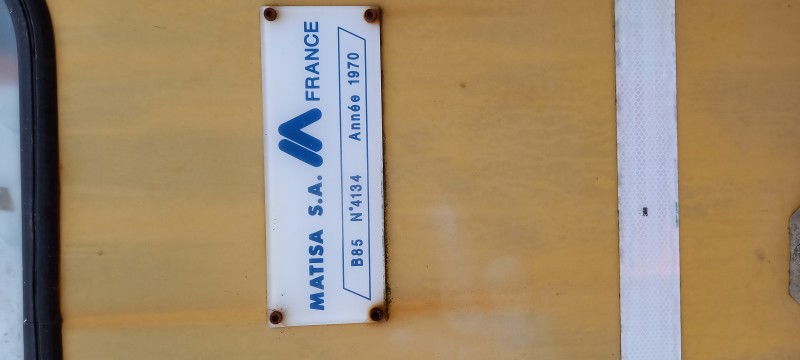 MATISA S.A. FRANCE
B85 N°4134 Année 1970